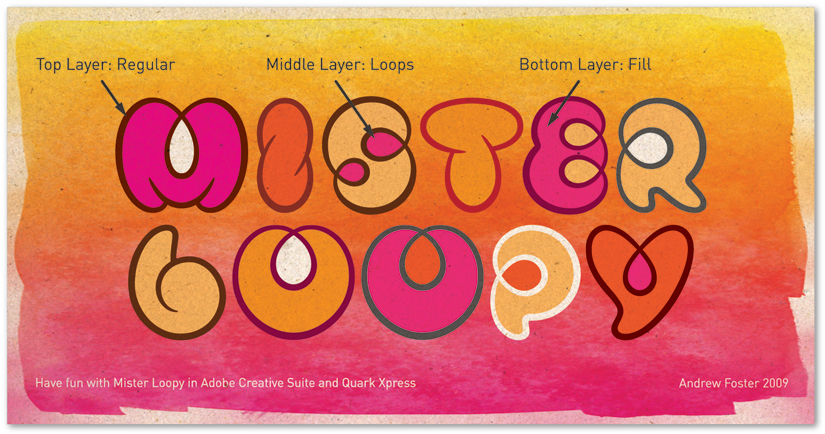 Top Layer: Regular Middle Layer: Loops Bottom Layer: Fill
MISTER
LOOPY
Have fun with Mister Loopy in Adobe Creative Suite and Quark Xpress Andrew Foster 2009